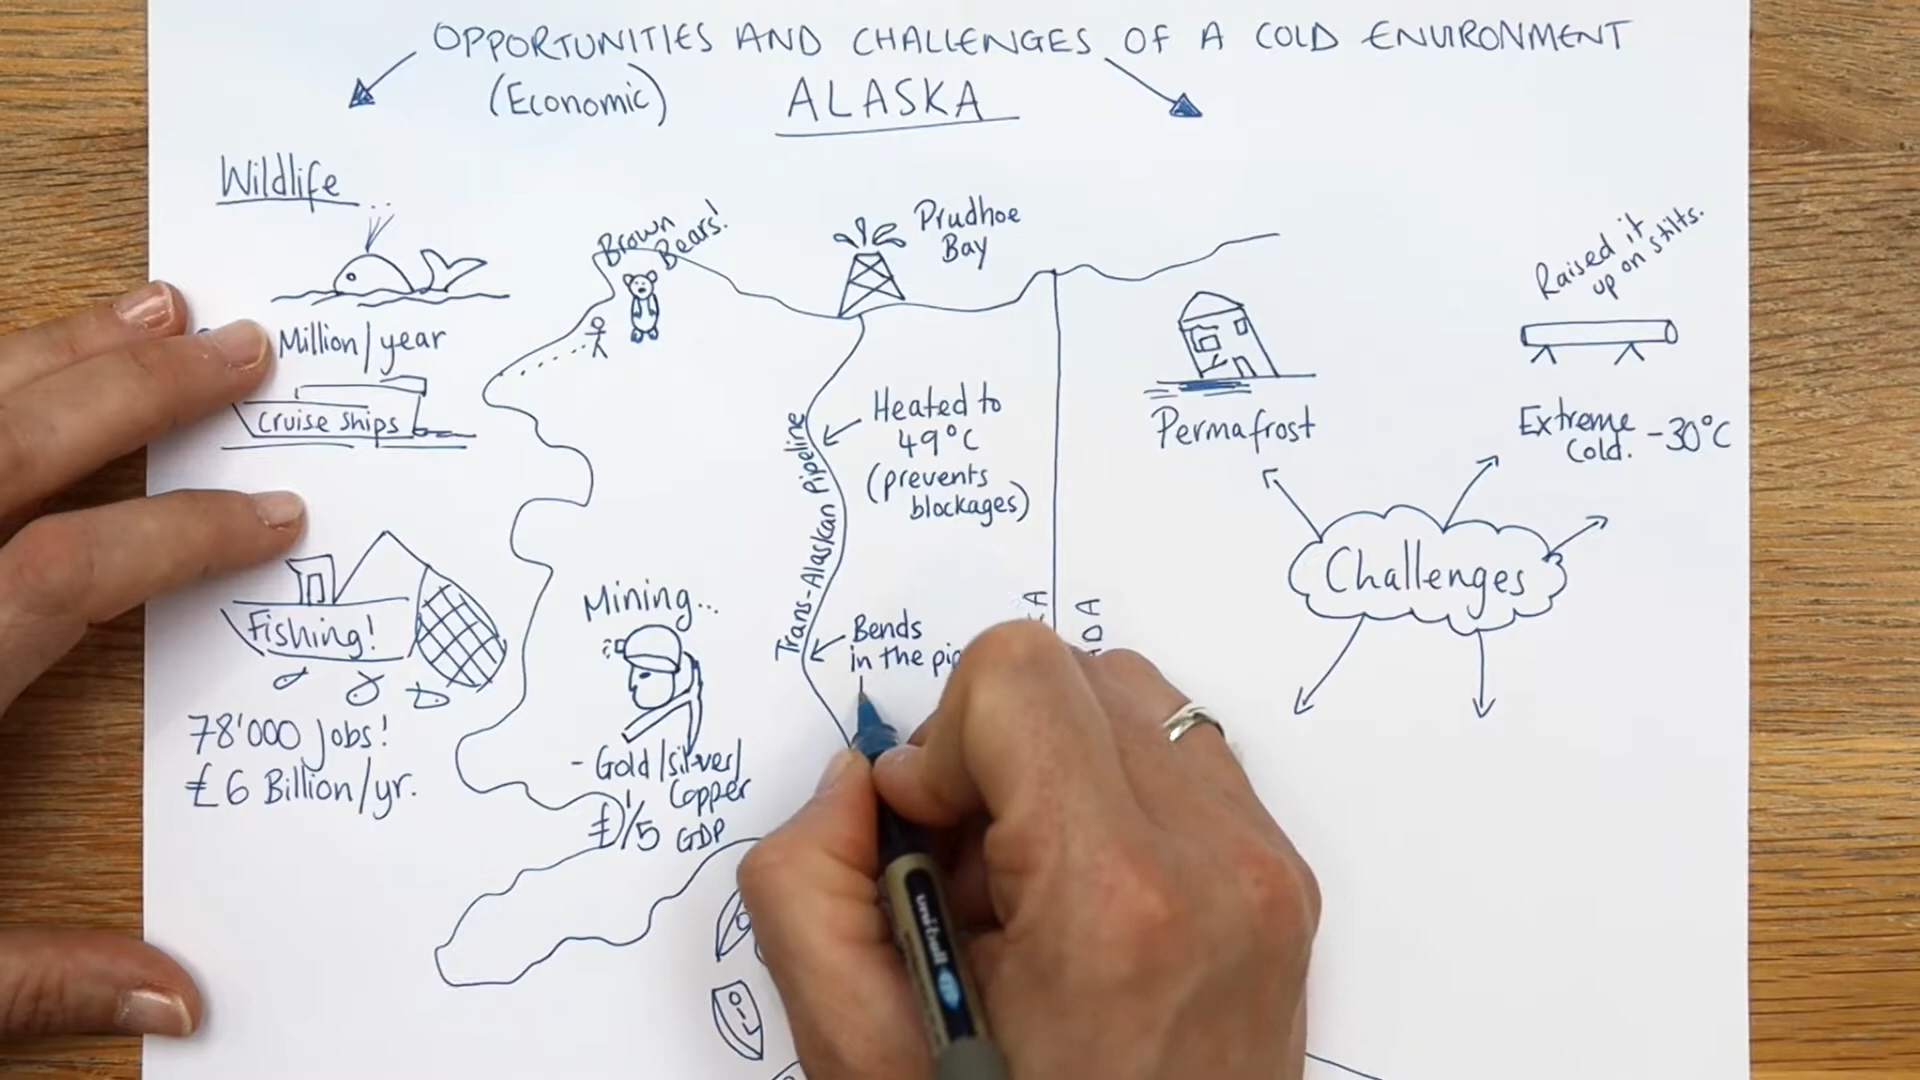 OPPORTUNITIES AND CHALLENGES OF A COLD ENVIRONMENT
(Economic)
ALASKA
Wildlife...
Million/year
Cruise Ships
Fishing!
78'000 Jobs!
£6 Billion/yr.
Brown
Bears!
Prudhoe
Bay
Trans-Alaskan Pipeline
Heated to
49°C
(prevents
blockages)
Bends
in the
Mining...
- Gold/silver/
Copper
1/5 GDP
Permafrost
Raised it
up on stilts.
Extreme
Cold. -30°C
Challenges
uni-ball